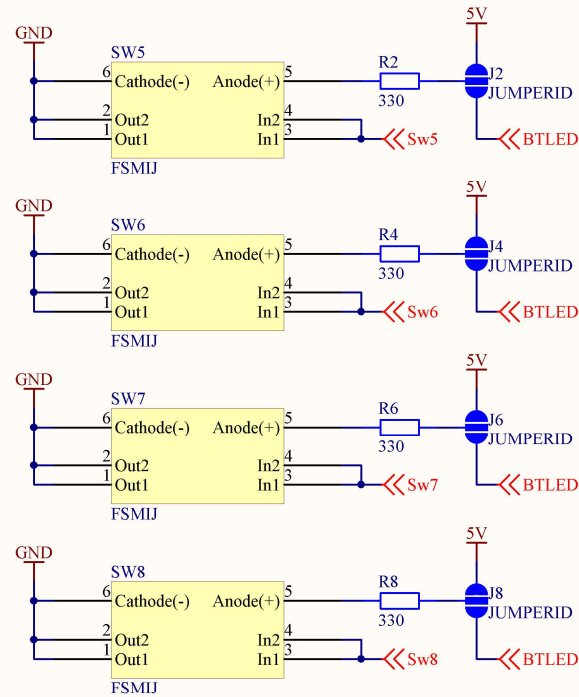 5V
GND
SW5
6 Cathode(-) Anode(+) 5 R2 J2
330 JUMPERID
2 Out2 In2 4
1 Out1 In1 3 Sw5 BTLED
FSMIJ
5V
GND
SW6
6 Cathode(-) Anode(+) 5 R4 J4
330 JUMPERID
2 Out2 In2 4
1 Out1 In1 3 Sw6 BTLED
FSMIJ
5V
GND
SW7
6 Cathode(-) Anode(+) 5 R6 J6
330 JUMPERID
2 Out2 In2 4
1 Out1 In1 3 Sw7 BTLED
FSMIJ
5V
GND
SW8
6 Cathode(-) Anode(+) 5 R8 J8
330 JUMPERID
2 Out2 In2 4
1 Out1 In1 3 Sw8 BTLED
FSMIJ